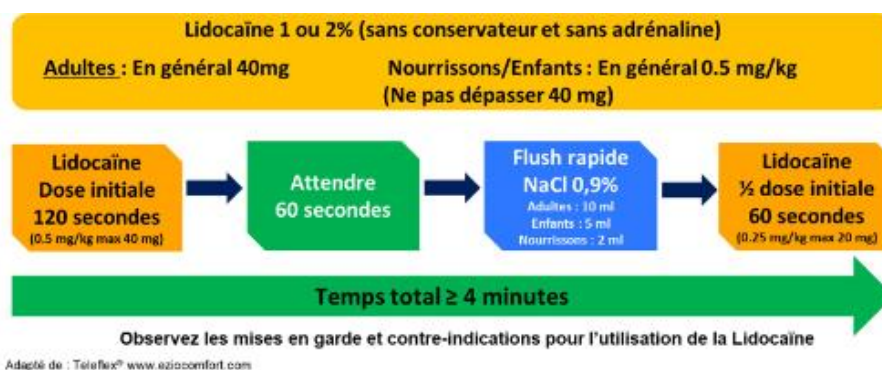 Lidocaïne 1 ou 2% (sans conservateur et sans adrénaline)
Adultes : En général 40mg
Nourrissons/Enfants : En général 0.5 mg/kg
(Ne pas dépasser 40 mg)
Lidocaïne
Dose initiale
120 secondes
(0.5 mg/kg max 40 mg)
Attendre
60 secondes
Flush rapide
NaCl 0,9%
Adultes : 10 ml
Enfants : 5 ml
Nourrissons : 2 ml
Lidocaïne
½ dose initiale
60 secondes
(0.25 mg/kg max 20 mg)
Temps total ≥ 4 minutes
Observez les mises en garde et contre-indications pour l'utilisation de la Lidocaïne
Adapté de : Teleflex® www.eziocomfort.com